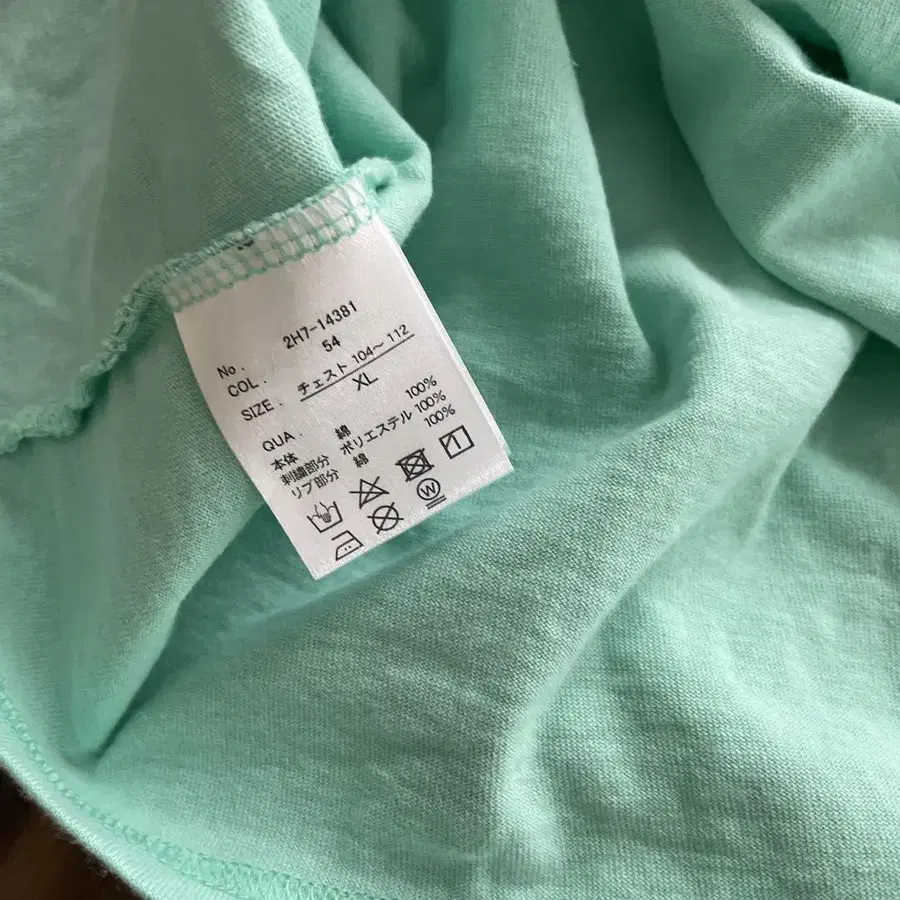 No. 2H7-14381
COL. 54
SIZE. チェスト 104～112
XL
QUA.
本体 綿 100%
刺繍部分 ポリエステル 100%
リブ部分 綿 100%
W